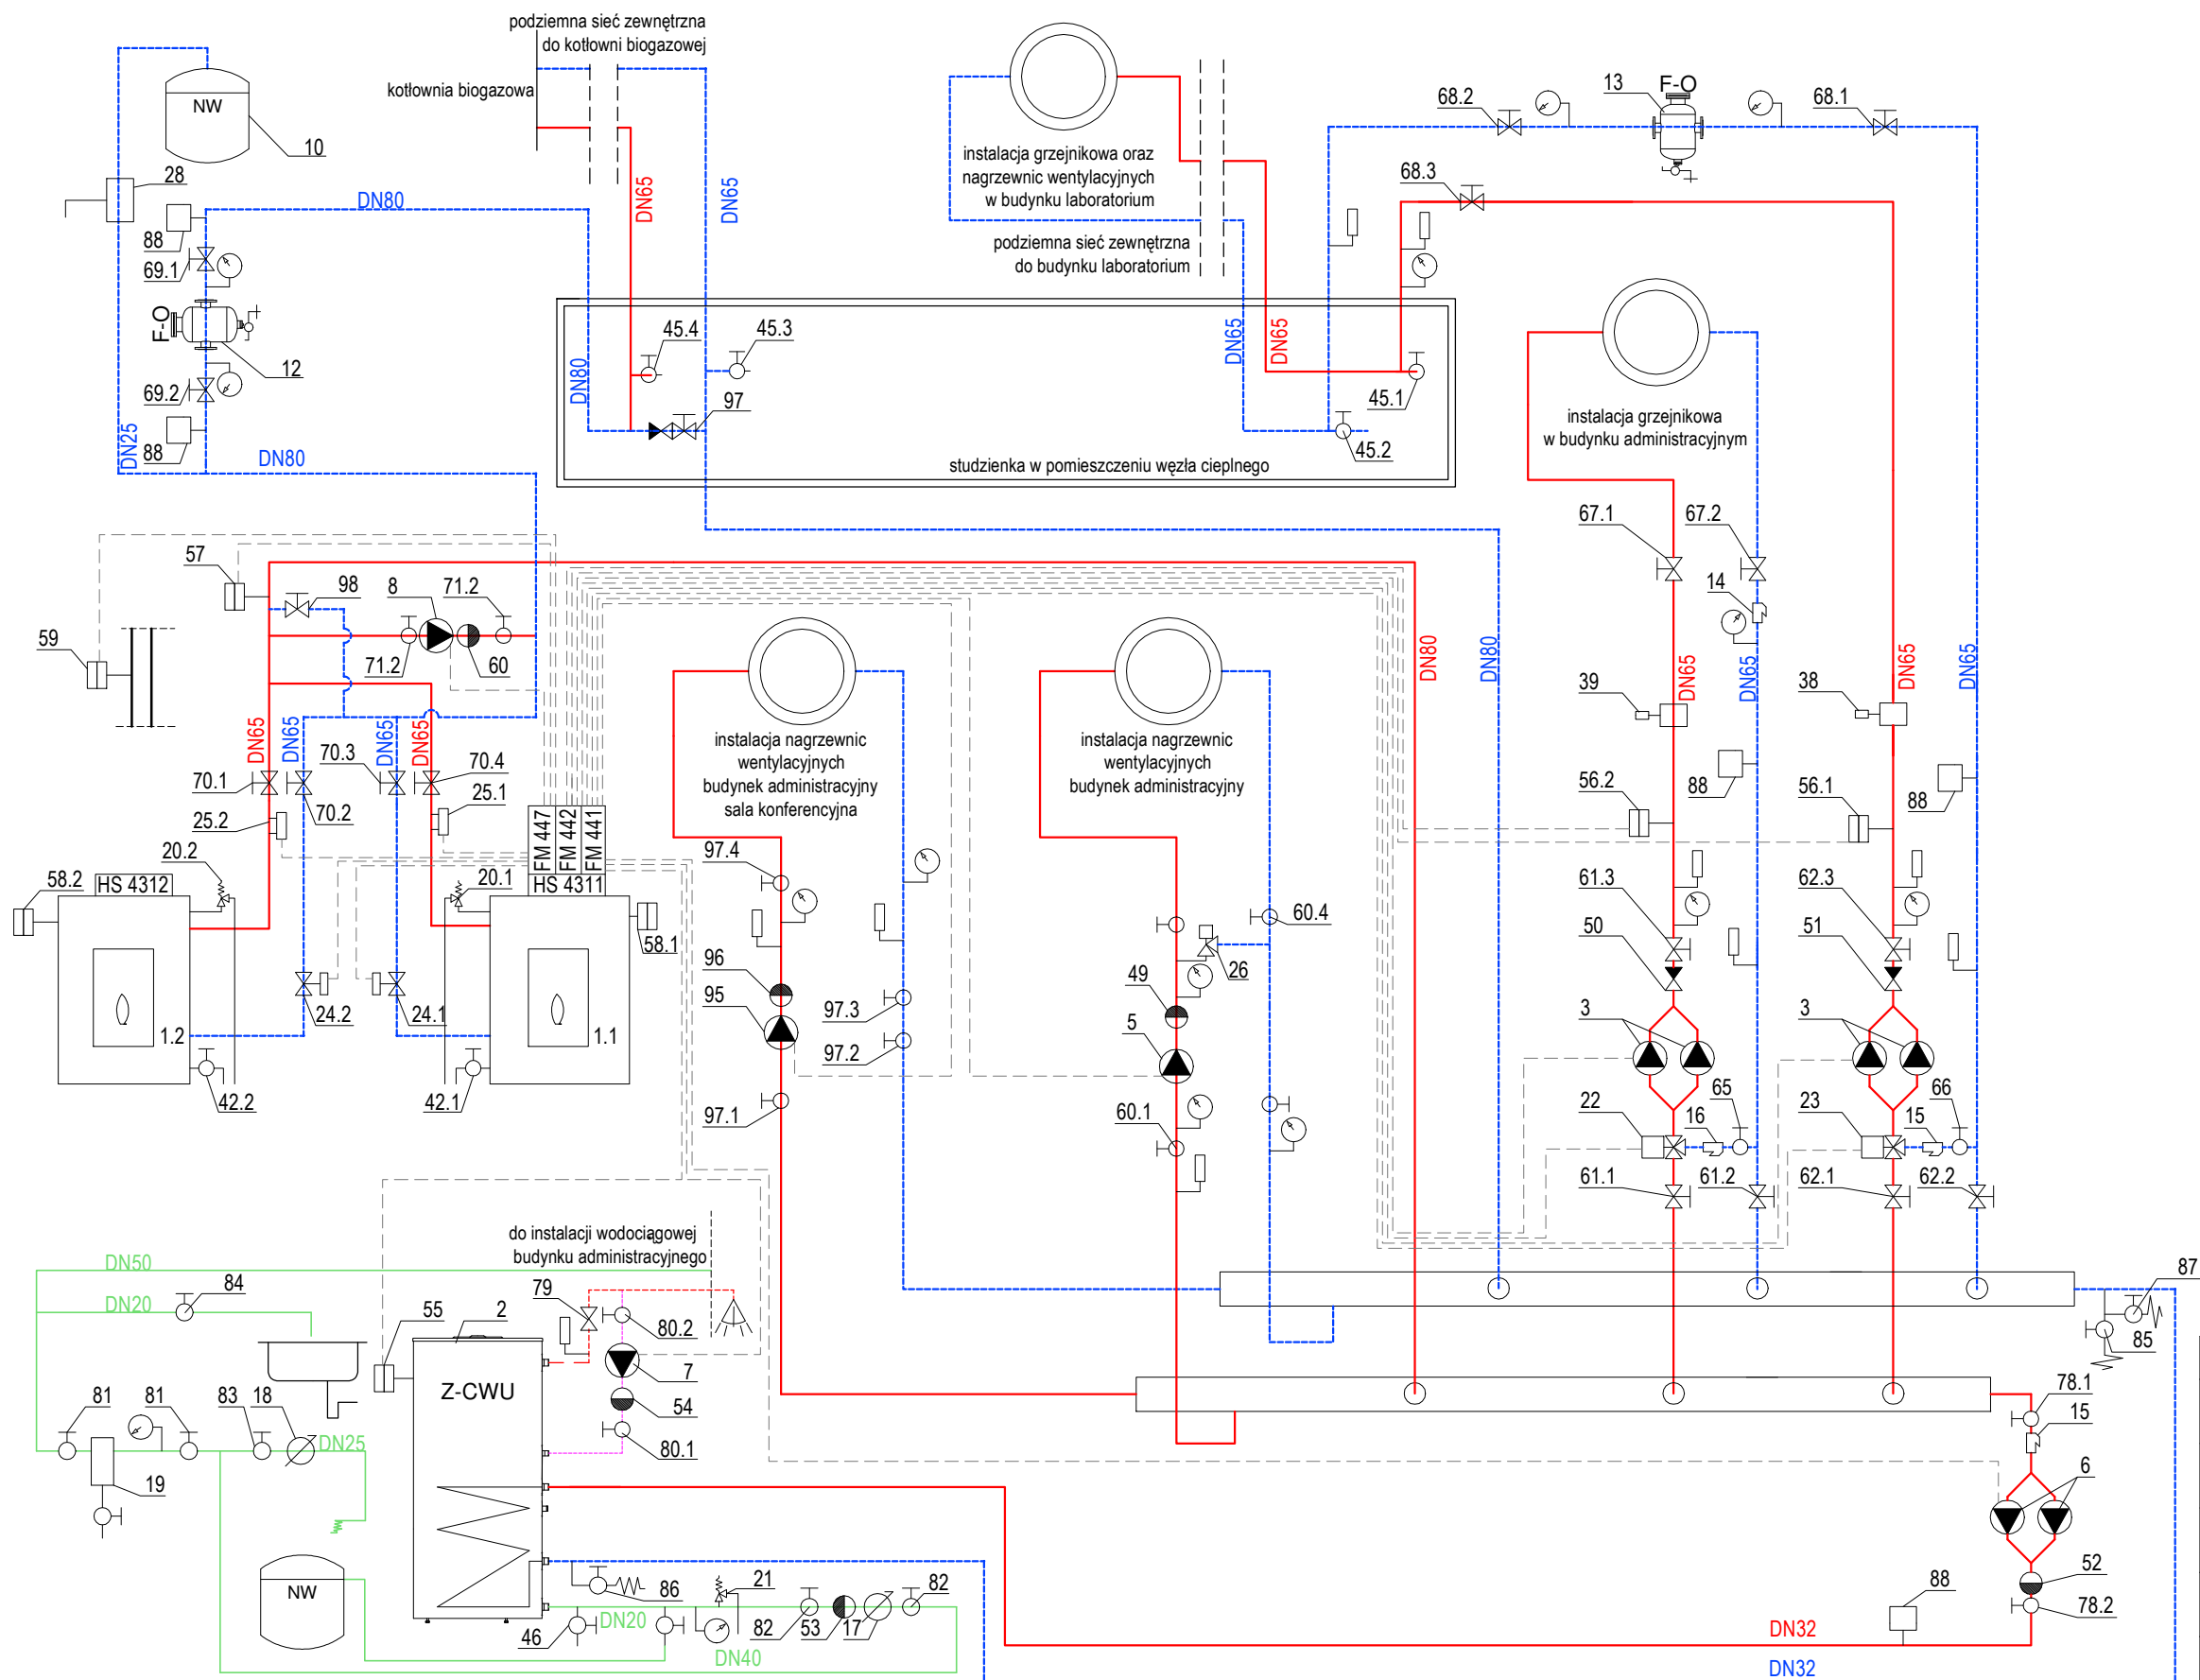 podziemna sieć zewnętrzna
do kotłowni biogazowej
kotłownia biogazowa
NW
10
28
88
69.1
F-O
12
69.2
88
DN25
DN80
DN80
DN65
DN65
instalacja grzejnikowa oraz
nagrzewnic wentylacyjnych
w budynku laboratorium
podziemna sieć zewnętrzna
do budynku laboratorium
68.2
13
F-O
68.1
68.3
45.4
45.3
DN80
97
DN65
DN65
45.1
45.2
studzienka w pomieszczeniu węzła cieplnego
instalacja grzejnikowa
w budynku administracyjnym
67.1
67.2
14
57
98
8
71.2
59
71.2
60
DN65
DN65
DN65
DN65
70.3
70.4
70.1
70.2
25.1
25.2
20.2
20.1
FM 447
FM 442
FM 441
58.2
HS 4312
HS 4311
58.1
1.2
24.2
24.1
1.1
42.2
42.1
instalacja nagrzewnic
wentylacyjnych
budynek administracyjny
sala konferencyjna
instalacja nagrzewnic
wentylacyjnych
budynek administracyjny
DN80
DN80
DN65
DN65
DN65
DN65
39
38
56.2
88
56.1
88
97.4
96
95
97.3
97.2
97.1
60.4
26
49
5
60.1
61.3
62.3
50
51
3
3
22
16
65
23
15
66
61.1
61.2
62.1
62.2
do instalacji wodociągowej
budynku administracyjnego
DN50
DN20
84
55
2
79
80.2
7
54
80.1
Z-CWU
81
81
83
18
DN25
19
NW
46
DN20
86
21
82
53
17
82
DN40
87
85
78.1
15
6
52
78.2
88
DN32
DN32